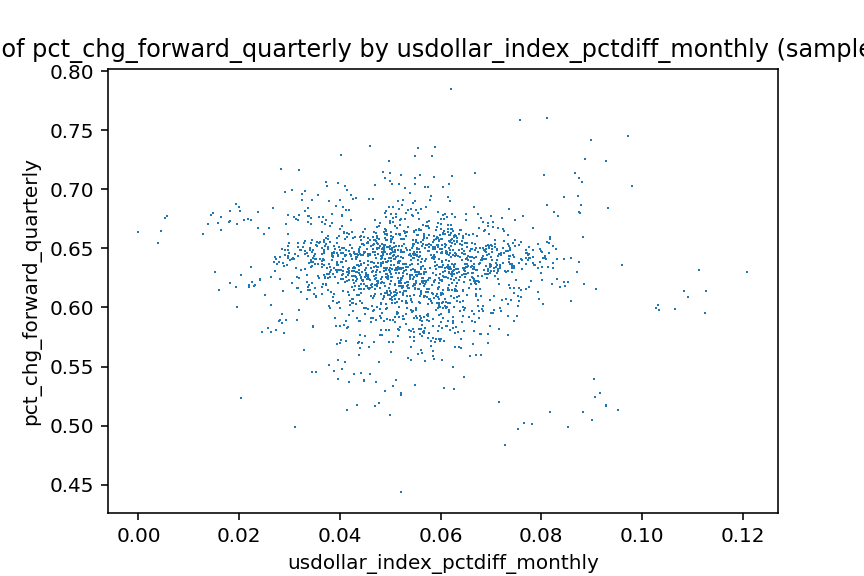 of pct_chg_forward_quarterly by usdollar_index_pctdiff_monthly (sample
0.80
0.75
0.70
0.65
0.60
0.55
0.50
0.45
pct_chg_forward_quarterly
0.00 0.02 0.04 0.06 0.08 0.10 0.12
usdollar_index_pctdiff_monthly